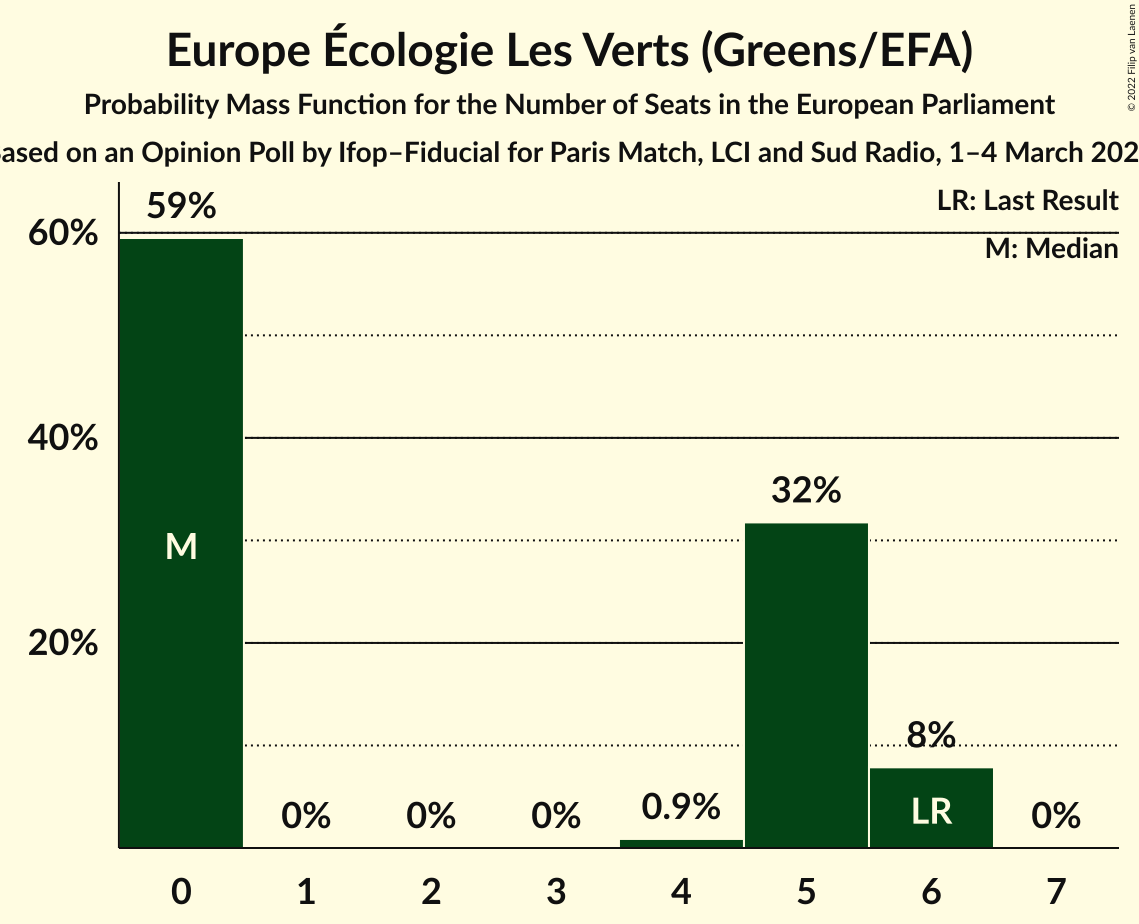 Europe Écologie Les Verts (Greens/EFA)
Probability Mass Function for the Number of Seats in the European Parliament
on an Opinion Poll by Ifop–Fiducial for Paris Match, LCI and Sud Radio, 1–4 March
© 2022 Filip van Laenen
LR: Last Result
M: Median
59%
60%
40%
32%
M
20%
8%
0%
0%
0%
0.9%
LR
0%
0 1 2 3 4 5 6 7